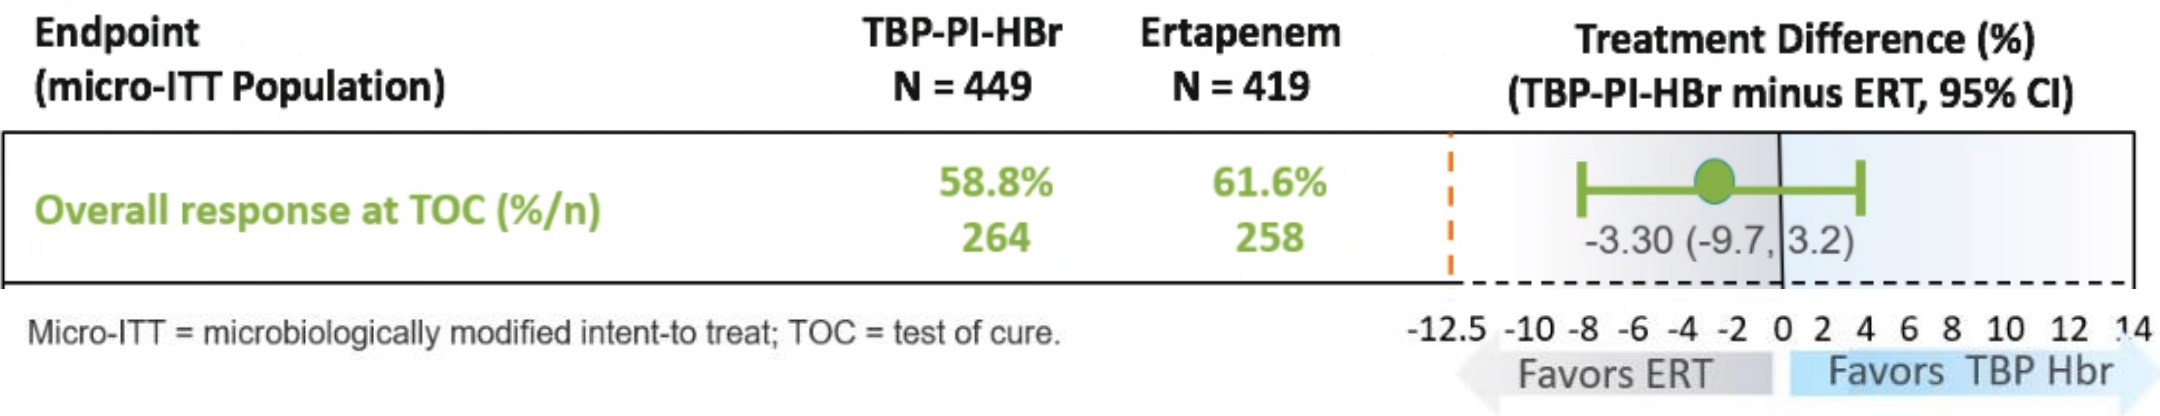 Endpoint
(micro-ITT Population)
TBP-PI-HBr
N = 449
Ertapenem
N = 419
Treatment Difference (%)
(TBP-PI-HBr minus ERT, 95% CI)
Overall response at TOC (%/n)
58.8%
264
61.6%
258
-3.30 (-9.7, 3.2)
-12.5 -10 -8 -6 -4 -2 0 2 4 6 8 10 12 14
Favors ERT
Favors TBP Hbr
Micro-ITT = microbiologically modified intent-to treat; TOC = test of cure.